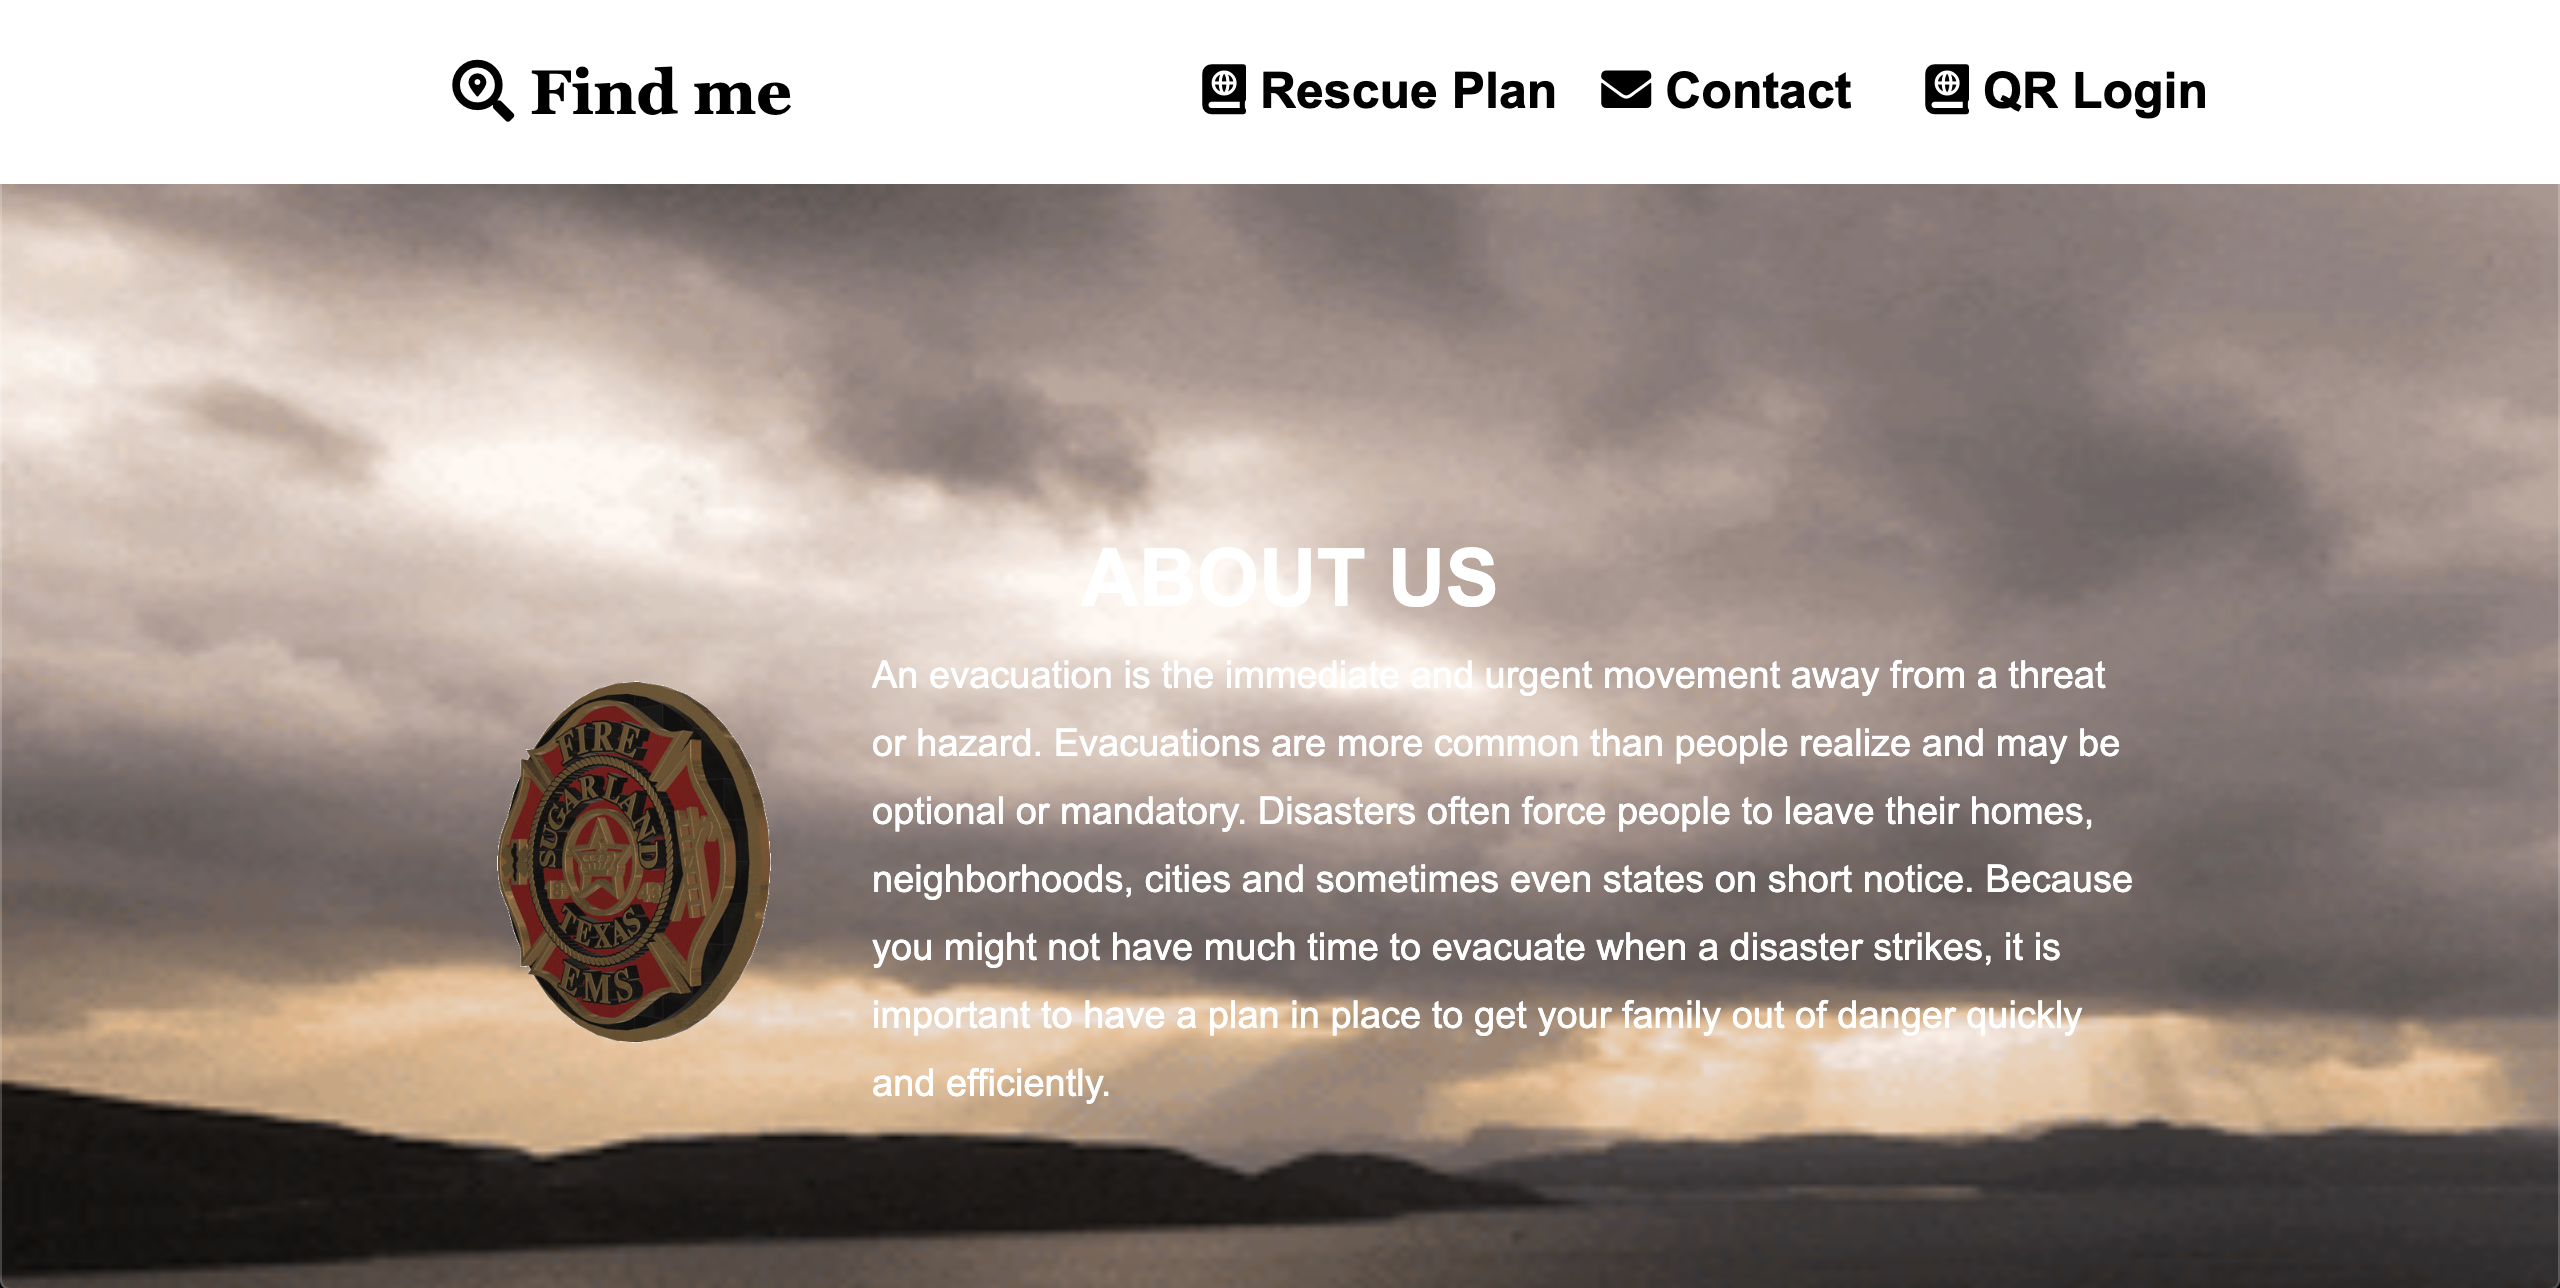 Find me
Rescue Plan
Contact
QR Login
ABOUT US
An evacuation is the immediate and urgent movement away from a threat
or hazard. Evacuations are more common than people realize and may be
optional or mandatory. Disasters often force people to leave their homes,
neighborhoods, cities and sometimes even states on short notice. Because
you might not have much time to evacuate when a disaster strikes, it is
important to have a plan in place to get your family out of danger quickly
and efficiently.
FIRE
SUGARLAND
TEXAS
EMS